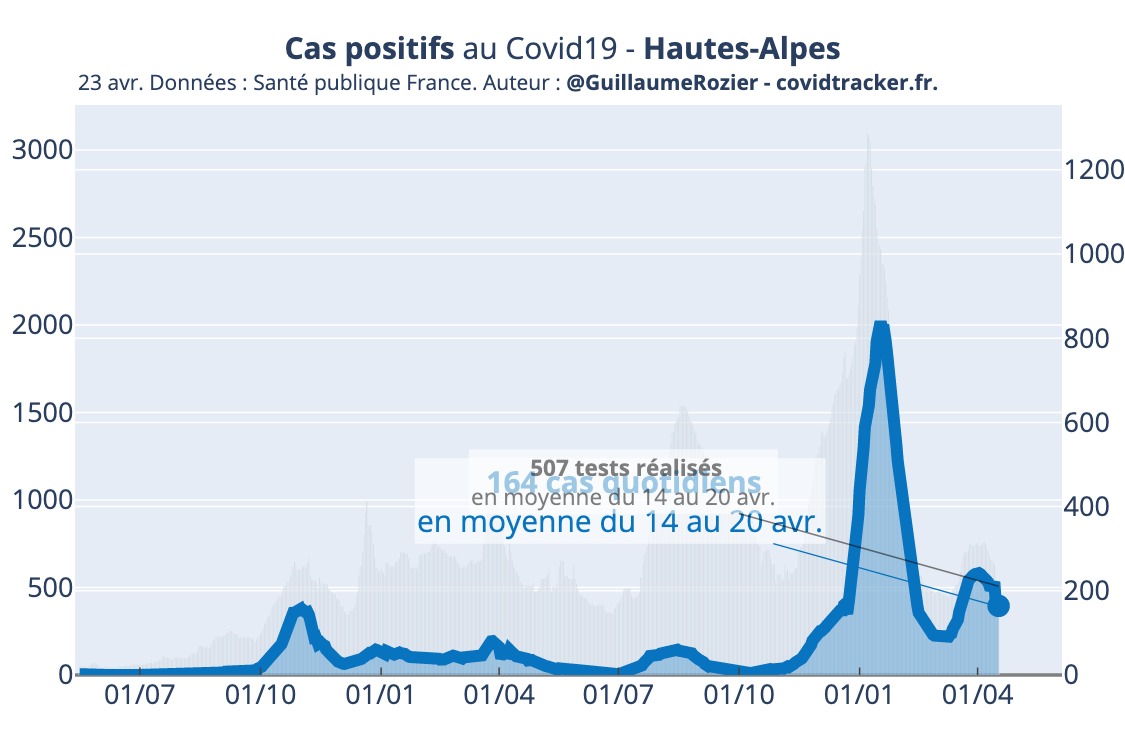 Cas positifs au Covid19 - Hautes-Alpes
23 avr. Données : Santé publique France. Auteur : @GuillaumeRozier - covidtracker.fr.
3000
2500
2000
1500
1000
500
0
1200
1000
800
600
400
200
0
507 tests réalisés
en moyenne du 14 au 20 avr.
164 cas quotidiens
en moyenne du 14 au 20 avr.
01/07 01/10 01/01 01/04 01/07 01/10 01/01 01/04